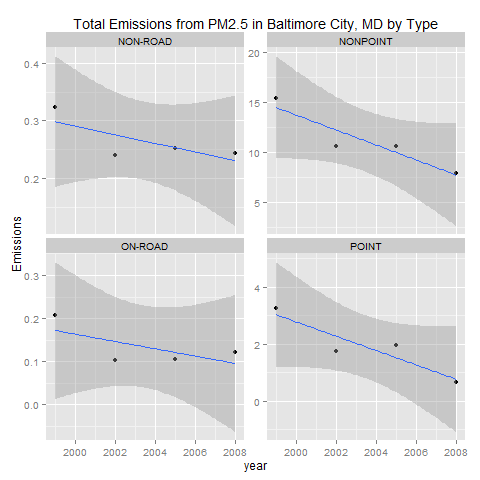 Total Emissions from PM2.5 in Baltimore City, MD by Type
NON-ROAD
NONPOINT
0.4
0.3
0.2
20
15
10
5
ON-ROAD
POINT
0.3
0.2
0.1
0.0
4
2
0
2000 2002 2004 2006 2008
2000 2002 2004 2006 2008
Emissions
year